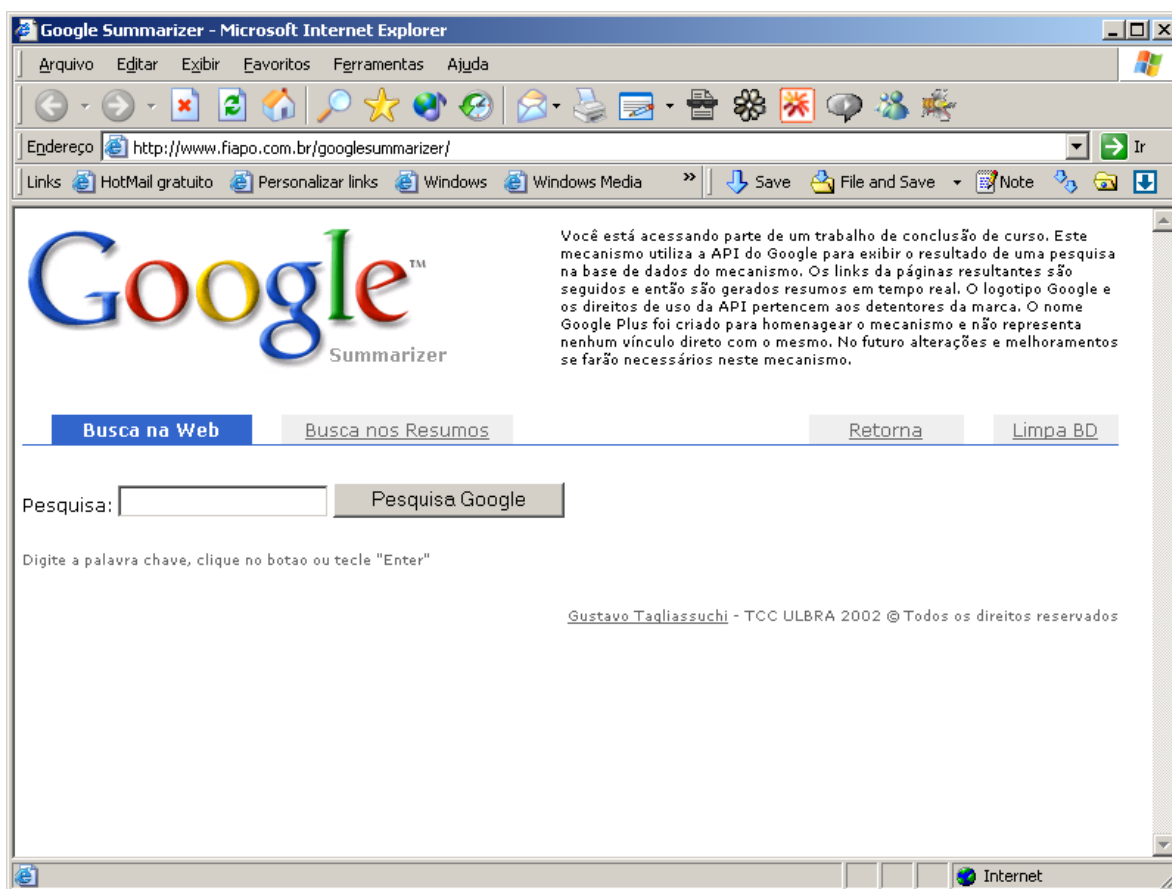 Google Summarizer - Microsoft Internet Explorer
Arquivo Editar Exibir Favoritos Ferramentas Ajuda
Endereço http://www.fiapo.com.br/googlesummarizer/ Ir
Links HotMail gratuito Personalizar links Windows Windows Media » Save File and Save Note
Google™
Summarizer
Você está acessando parte de um trabalho de conclusão de curso. Este
mecanismo utiliza a API do Google para exibir o resultado de uma pesquisa
na base de dados do mecanismo. Os links da páginas resultantes são
seguidos e então são gerados resumos em tempo real. O logotipo Google e
os direitos de uso da API pertencem aos detentores da marca. O nome
Google Plus foi criado para homenagear o mecanismo e não representa
nenhum vínculo direto com o mesmo. No futuro alterações e melhoramentos
se farão necessários neste mecanismo.
Busca na Web Busca nos Resumos Retorna Limpa BD
Pesquisa: Pesquisa Google
Digite a palavra chave, clique no botao ou tecle "Enter"
Gustavo Tagliassuchi - TCC ULBRA 2002 © Todos os direitos reservados
Internet